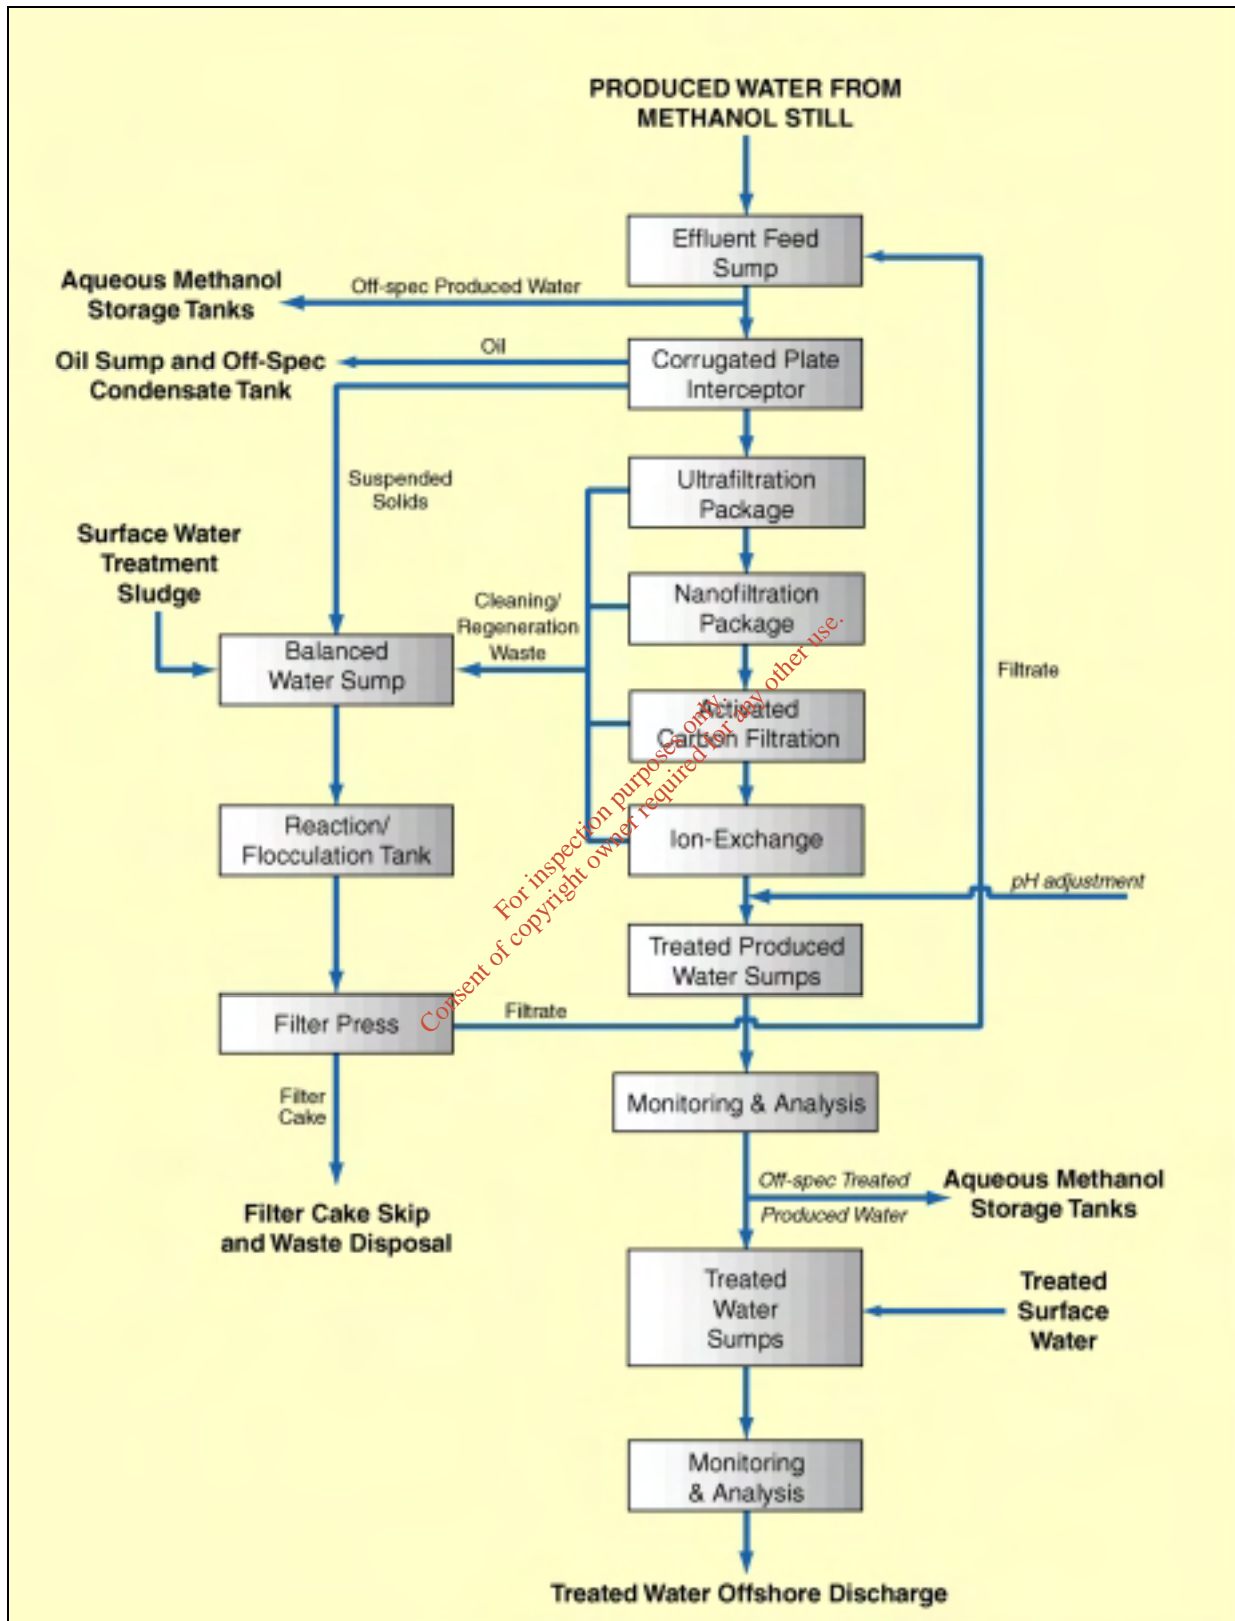 PRODUCED WATER FROM
METHANOL STILL
Effluent Feed
Sump
Aqueous Methanol
Storage Tanks
Off-spec Produced Water
Oil Sump and Off-Spec
Condensate Tank
Oil
Corrugated Plate
Interceptor
Suspended
Solids
Ultrafiltration
Package
Surface Water
Treatment
Sludge
Nanofiltration
Package
Cleaning/
Regeneration
Waste
Balanced
Water Sump
Filtrate
Activated
Carbon Filtration
Reaction/
Flocculation Tank
Ion-Exchange
pH adjustment
Treated Produced
Water Sumps
Filter Press
Filtrate
Filter
Cake
Monitoring & Analysis
Filter Cake Skip
and Waste Disposal
Off-spec Treated
Produced Water
Aqueous Methanol
Storage Tanks
Treated
Water
Sumps
Treated
Surface
Water
Monitoring
& Analysis
Treated Water Offshore Discharge
For inspection purposes only.
Consent of copyright owner required for any other use.